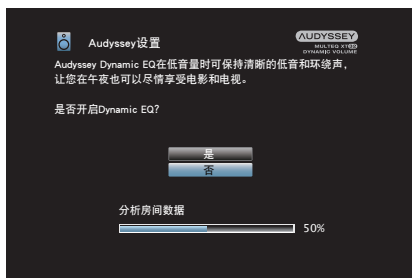 Audyssey设置
AUDYSSEY
MULTEQ XT32
DYNAMIC VOLUME
Audyssey Dynamic EQ在低音量时可保持清晰的低音和环绕声,
让您在午夜也可以尽情享受电影和电视。
是否开启Dynamic EQ?
是
否
分析房间数据
50%